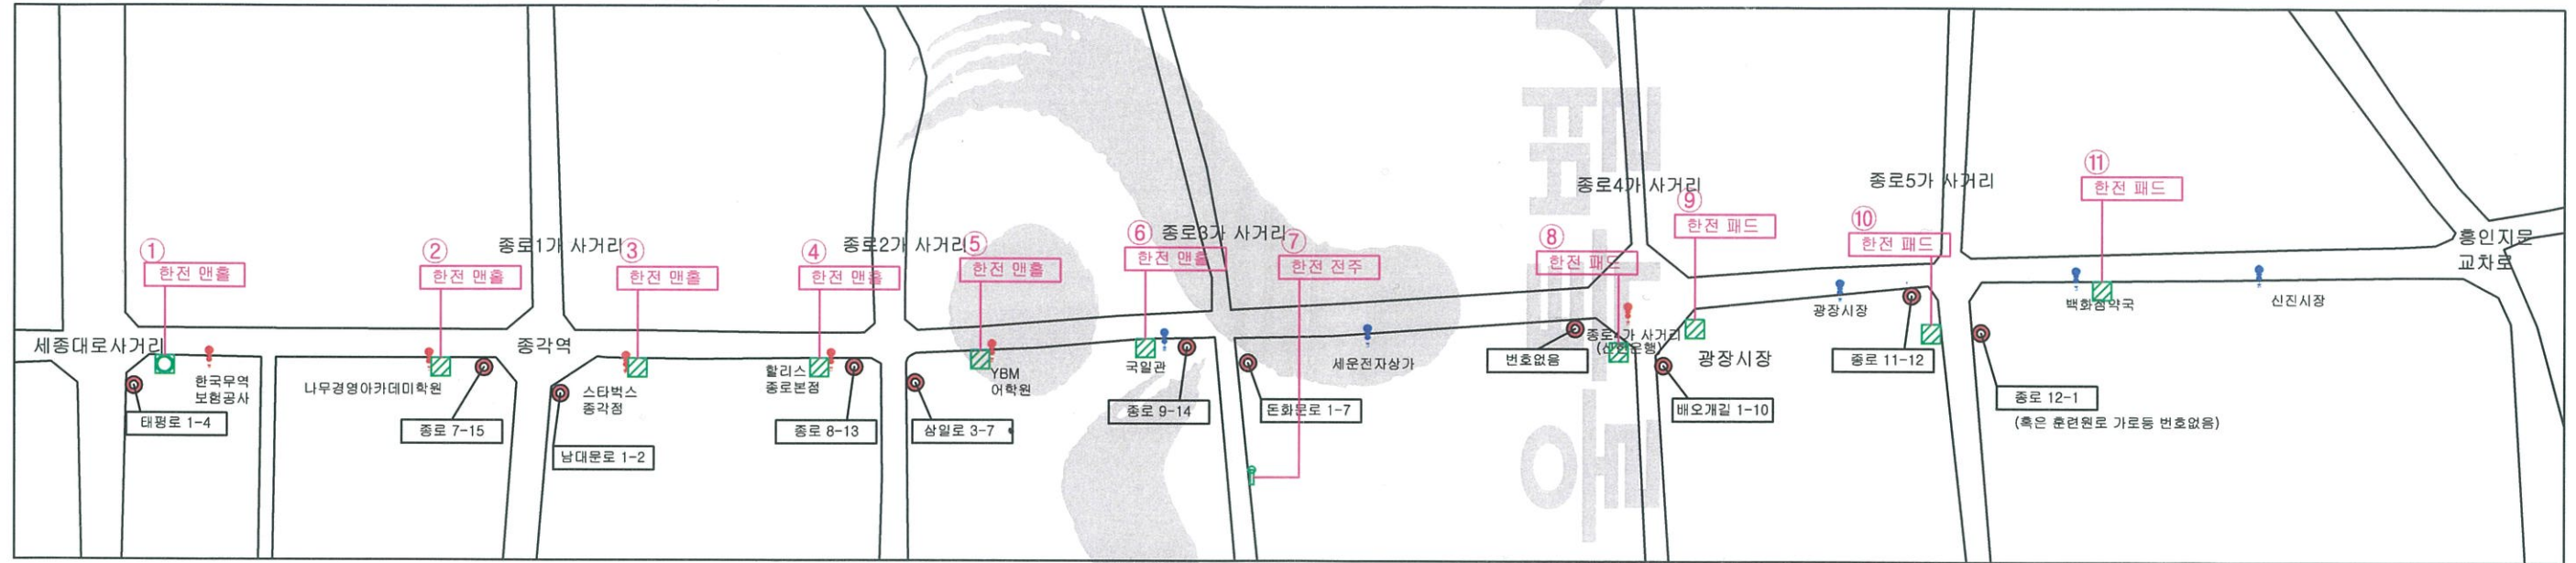 종로4가 사거리
종로5가 사거리
⑪
한전 패드
⑨
한전 패드
⑩
한전 패드
①
한전 맨홀
②
한전 맨홀
종로1가 사거리
③
한전 맨홀
종로2가 사거리
④
한전 맨홀
⑤
한전 맨홀
⑥
한전 맨홀
종로3가 사거리
⑦
한전 전주
⑧
한전 패드
흥인지문
교차로
세종대로사거리
한국무역
보험공사
나무경영아카데미학원
종각역
스타벅스
종각점
할리스
종로본점
YBM
어학원
국일관
세운전자상가
종로4가 사거리
(신한은행)
광장시장
광장시장
백화점약국
신진시장
태평로 1-4
종로 7-15
남대문로 1-2
종로 8-13
삼일로 3-7
종로 9-14
돈화문로 1-7
번호없음
배오개길 1-10
종로 11-12
종로 12-1
(혹은 훈련원로 가로등 번호없음)